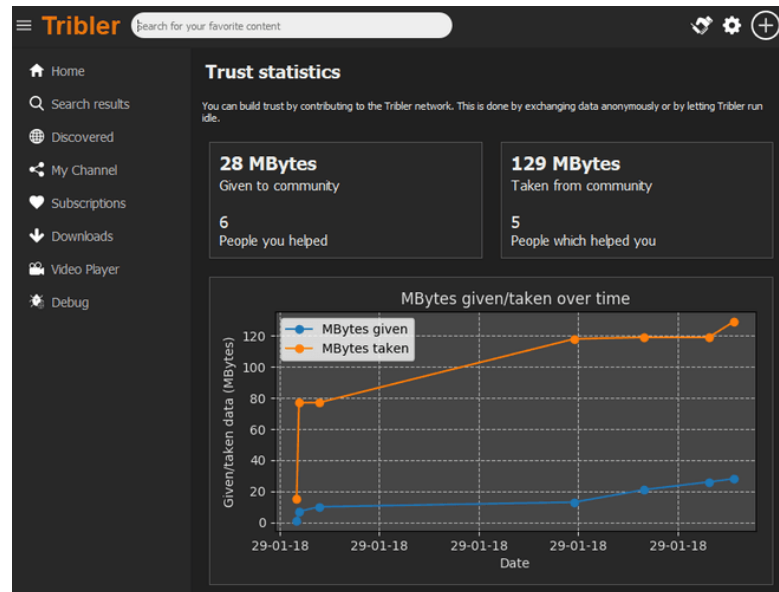 Tribler
Search for your favorite content
Home
Search results
Discovered
My Channel
Subscriptions
Downloads
Video Player
Debug
Trust statistics
You can build trust by contributing to the Tribler network. This is done by exchanging data anonymously or by letting Tribler run
idle.
28 MBytes
Given to community
6
People you helped
129 MBytes
Taken from community
5
People which helped you
MBytes given/taken over time
MBytes given
MBytes taken
Given/taken data (MBytes)
120
100
80
60
40
20
0
29-01-18 29-01-18 29-01-18 29-01-18 29-01-18
Date